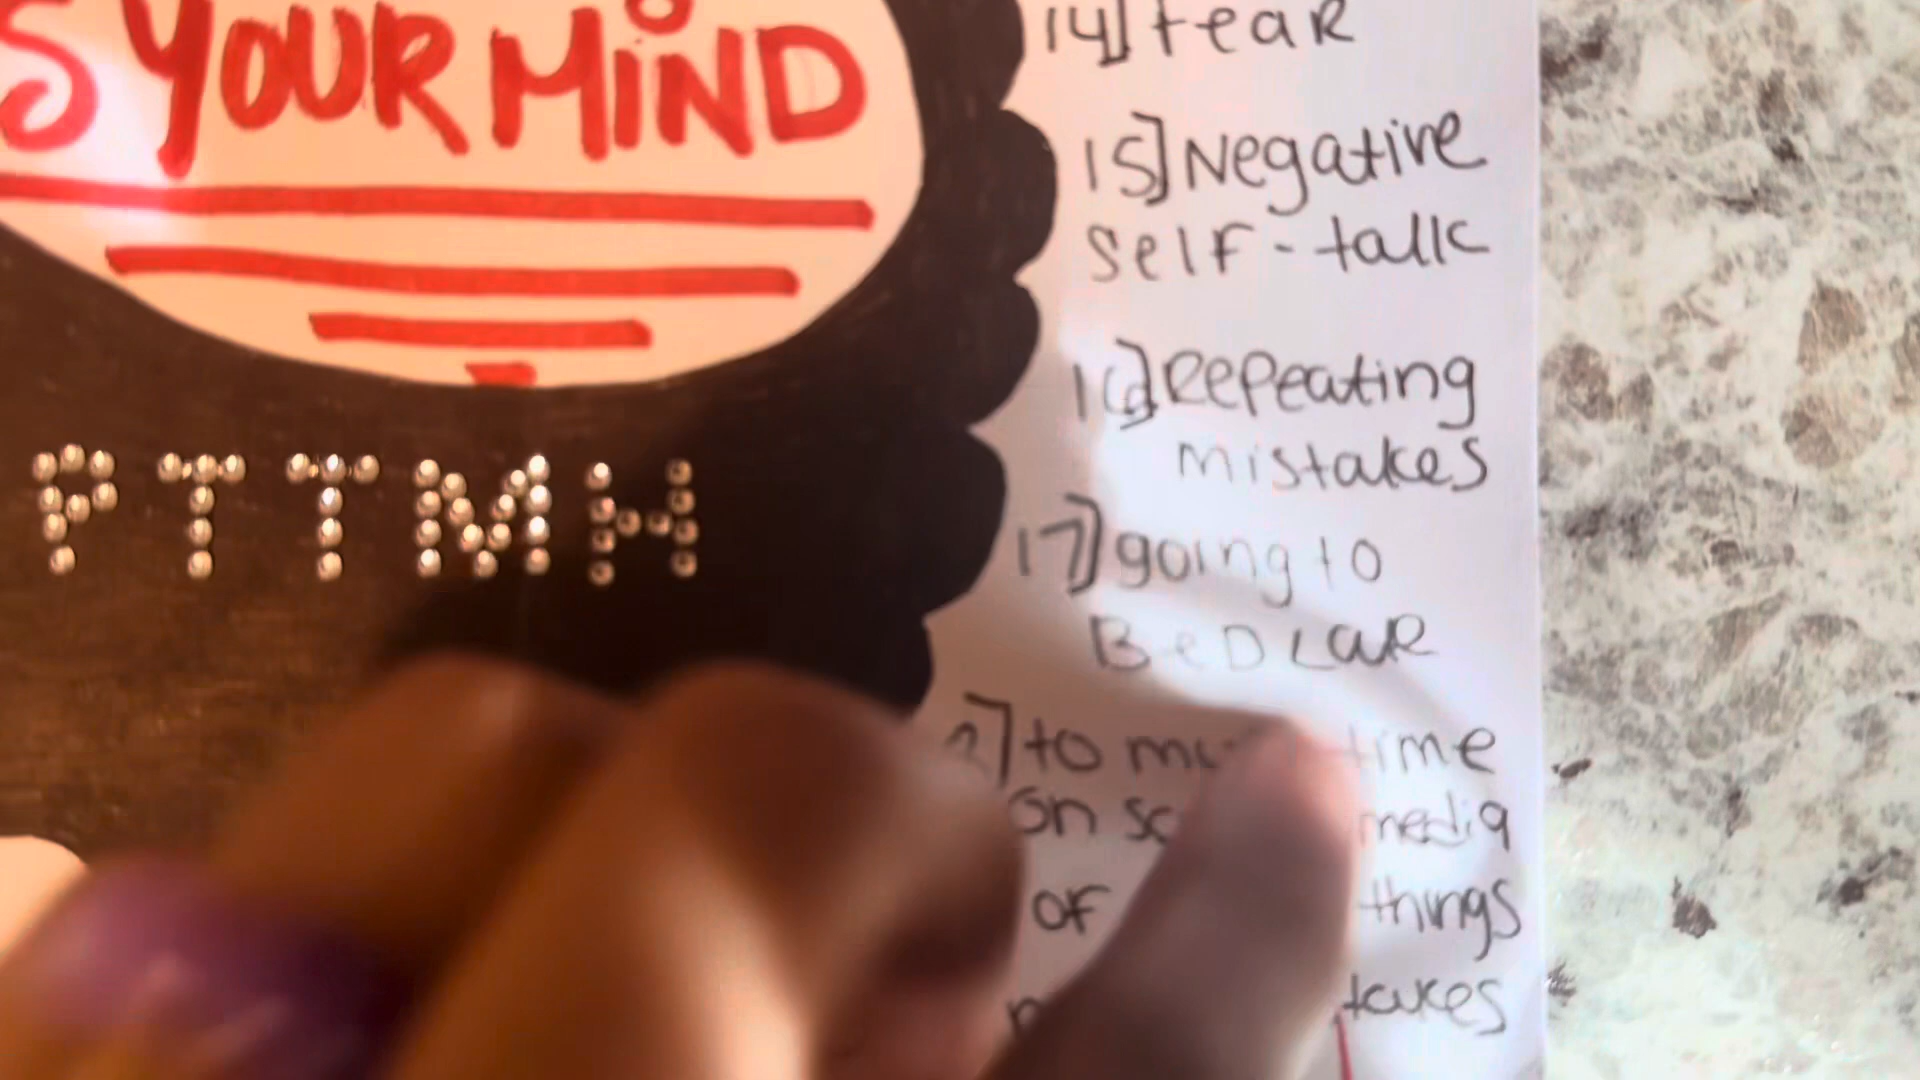 S YOUR MIND
PTTMH
14] Fear
15] Negative
self-talk
16] Repeating
mistakes
17] going to
BeD Late
to time
on media
of things